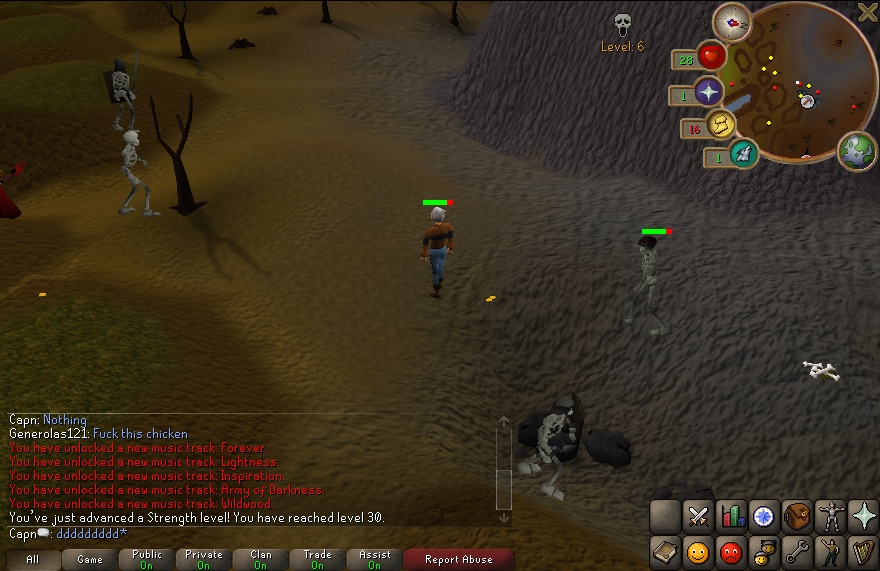 Level: 6
28
1
16
1
Capn: Nothing
Generolas121: Fuck this chicken
You have unlocked a new music track: Forever
You have unlocked a new music track: Lightness.
You have unlocked a new music track: Inspiration.
You have unlocked a new music track: Army of Darkness.
You have unlocked a new music track: Wildwood.
You've just advanced a Strength level! You have reached level 30.
Capn: ddddddddd*
All Game Public Private Clan Trade Assist Report Abuse
On On On On On